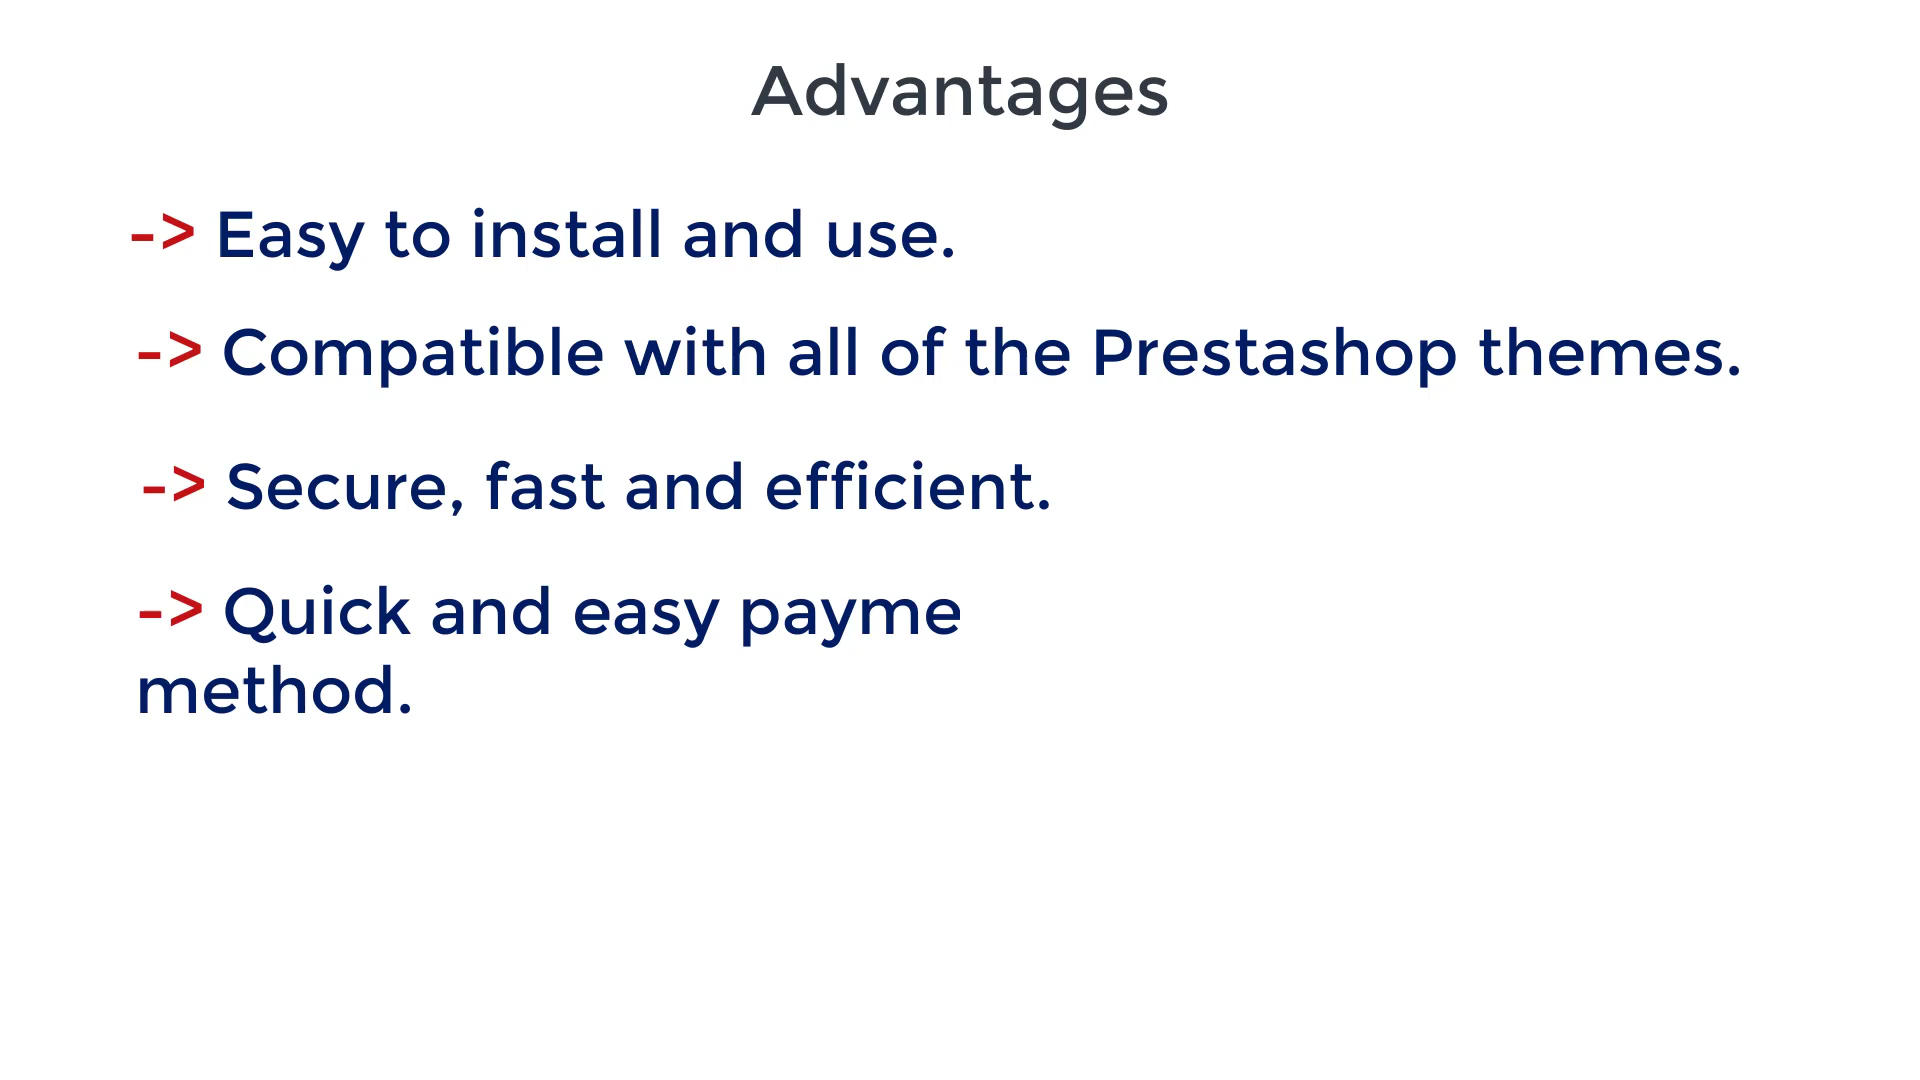 Advantages
-> Easy to install and use.
-> Compatible with all of the Prestashop themes.
-> Secure, fast and efficient.
-> Quick and easy payme
method.